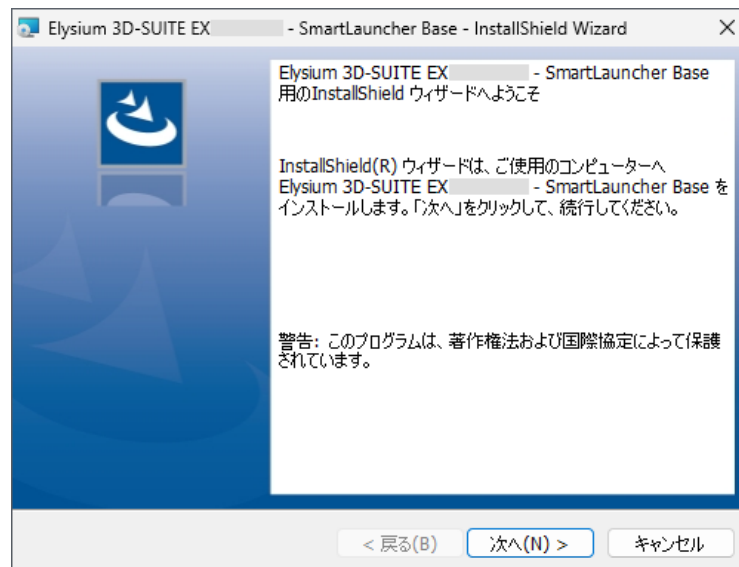 Elysium 3D-SUITE EX - SmartLauncher Base - InstallShield Wizard
Elysium 3D-SUITE EX - SmartLauncher Base
用のInstallShield ウィザードへようこそ
InstallShield(R) ウィザードは、ご使用のコンピューターへ
Elysium 3D-SUITE EX - SmartLauncher Base を
インストールします。「次へ」をクリックして、続行してください。
警告: このプログラムは、著作権法および国際協定によって保護
されています。
< 戻る(B)
次へ(N) >
キャンセル